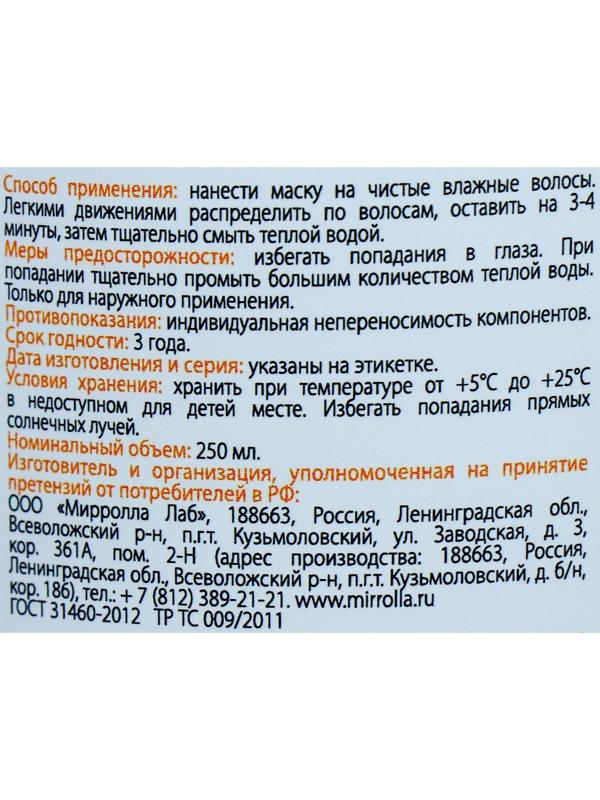 Способ применения: нанести маску на чистые влажные волосы.
Легкими движениями распределить по волосам, оставить на 3-4
минуты, затем тщательно смыть теплой водой.
Меры предосторожности: избегать попадания в глаза. При
попадании тщательно промыть большим количеством теплой воды.
Только для наружного применения.
Противопоказания: индивидуальная непереносимость компонентов.
Срок годности: 3 года.
Дата изготовления и серия: указаны на этикетке.
Условия хранения: хранить при температуре от +5°С до +25°С
в недоступном для детей месте. Избегать попадания прямых
солнечных лучей.
Номинальный объем: 250 мл.
Изготовитель и организация, уполномоченная на принятие
претензий от потребителей в РФ:
ООО «Мирролла Лаб», 188663, Россия, Ленинградская обл.,
Всеволожский р-н, п.г.т. Кузьмоловский, ул. Заводская, д. 3,
кор. 361А, пом. 2-Н (адрес производства: 188663, Россия,
Ленинградская обл., Всеволожский р-н, п.г.т. Кузьмоловский, д. б/н,
кор. 186), тел.: + 7 (812) 389-21-21. www.mirrolla.ru
ГОСТ 31460-2012 ТР ТС 009/2011